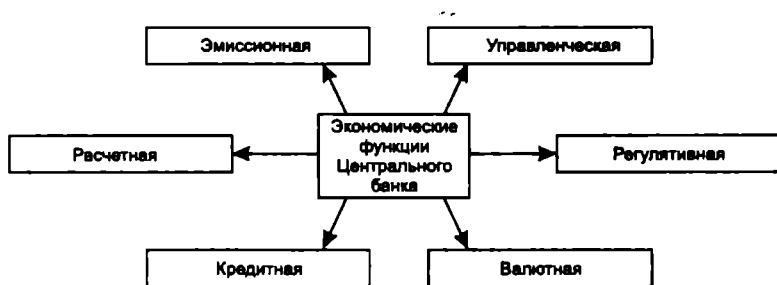 Эмиссионная
Управленческая
Экономические
функции
Центрального
банка
Расчетная
Регулятивная
Кредитная
Валютная